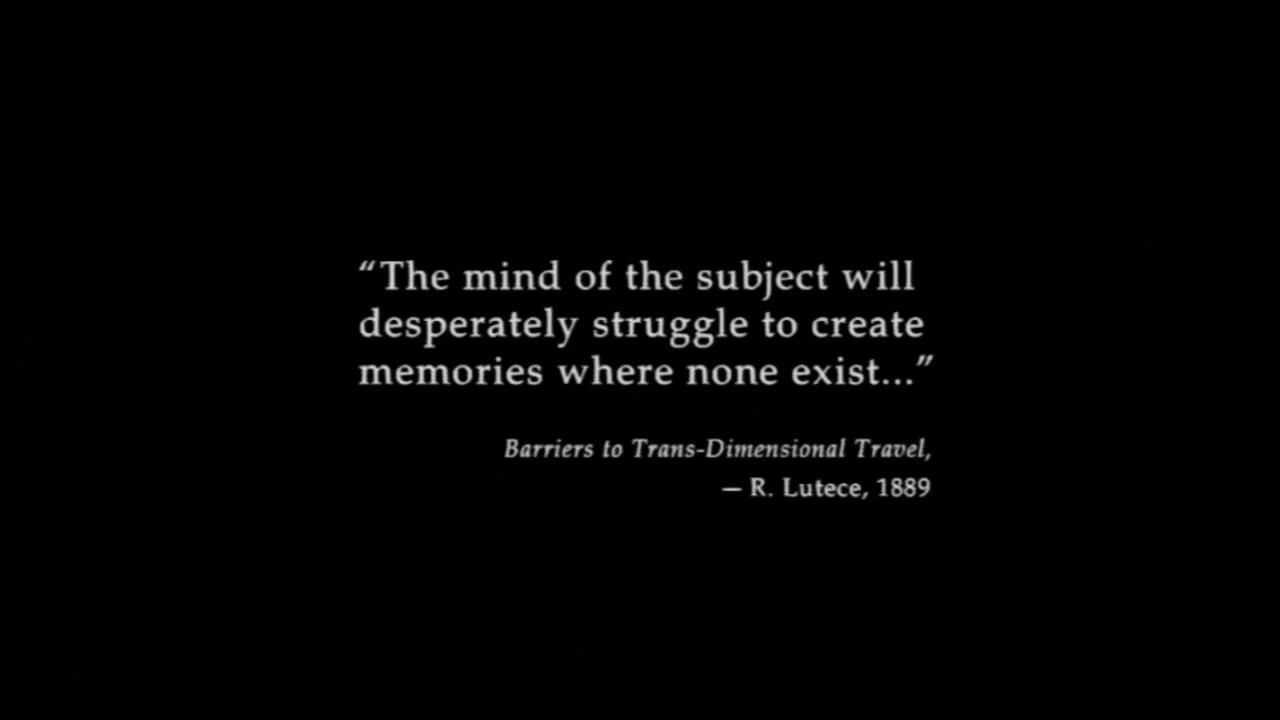 “The mind of the subject will
desperately struggle to create
memories where none exist...”
Barriers to Trans-Dimensional Travel,
— R. Lutece, 1889